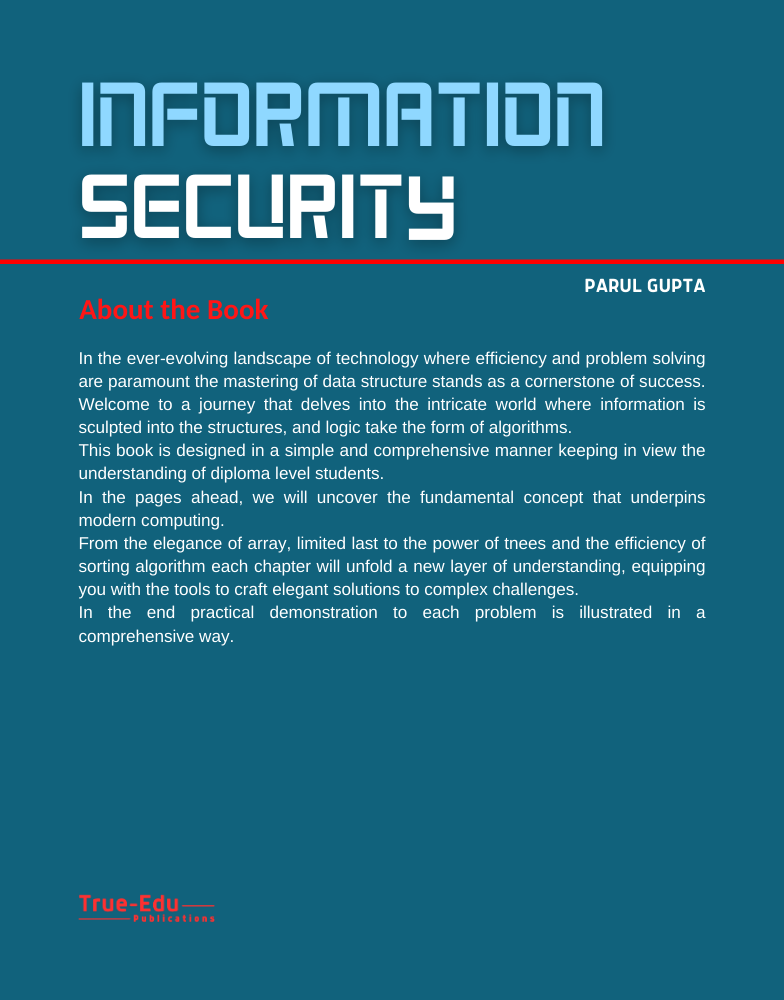 INFORMATION
SECURITY
PARUL GUPTA
About the Book
In the ever-evolving landscape of technology where efficiency and problem solving
are paramount the mastering of data structure stands as a cornerstone of success.
Welcome to a journey that delves into the intricate world where information is
sculpted into the structures, and logic take the form of algorithms.
This book is designed in a simple and comprehensive manner keeping in view the
understanding of diploma level students.
In the pages ahead, we will uncover the fundamental concept that underpins
modern computing.
From the elegance of array, limited last to the power of tnees and the efficiency of
sorting algorithm each chapter will unfold a new layer of understanding, equipping
you with the tools to craft elegant solutions to complex challenges.
In the end practical demonstration to each problem is illustrated in a
comprehensive way.
True-Edu
Publications